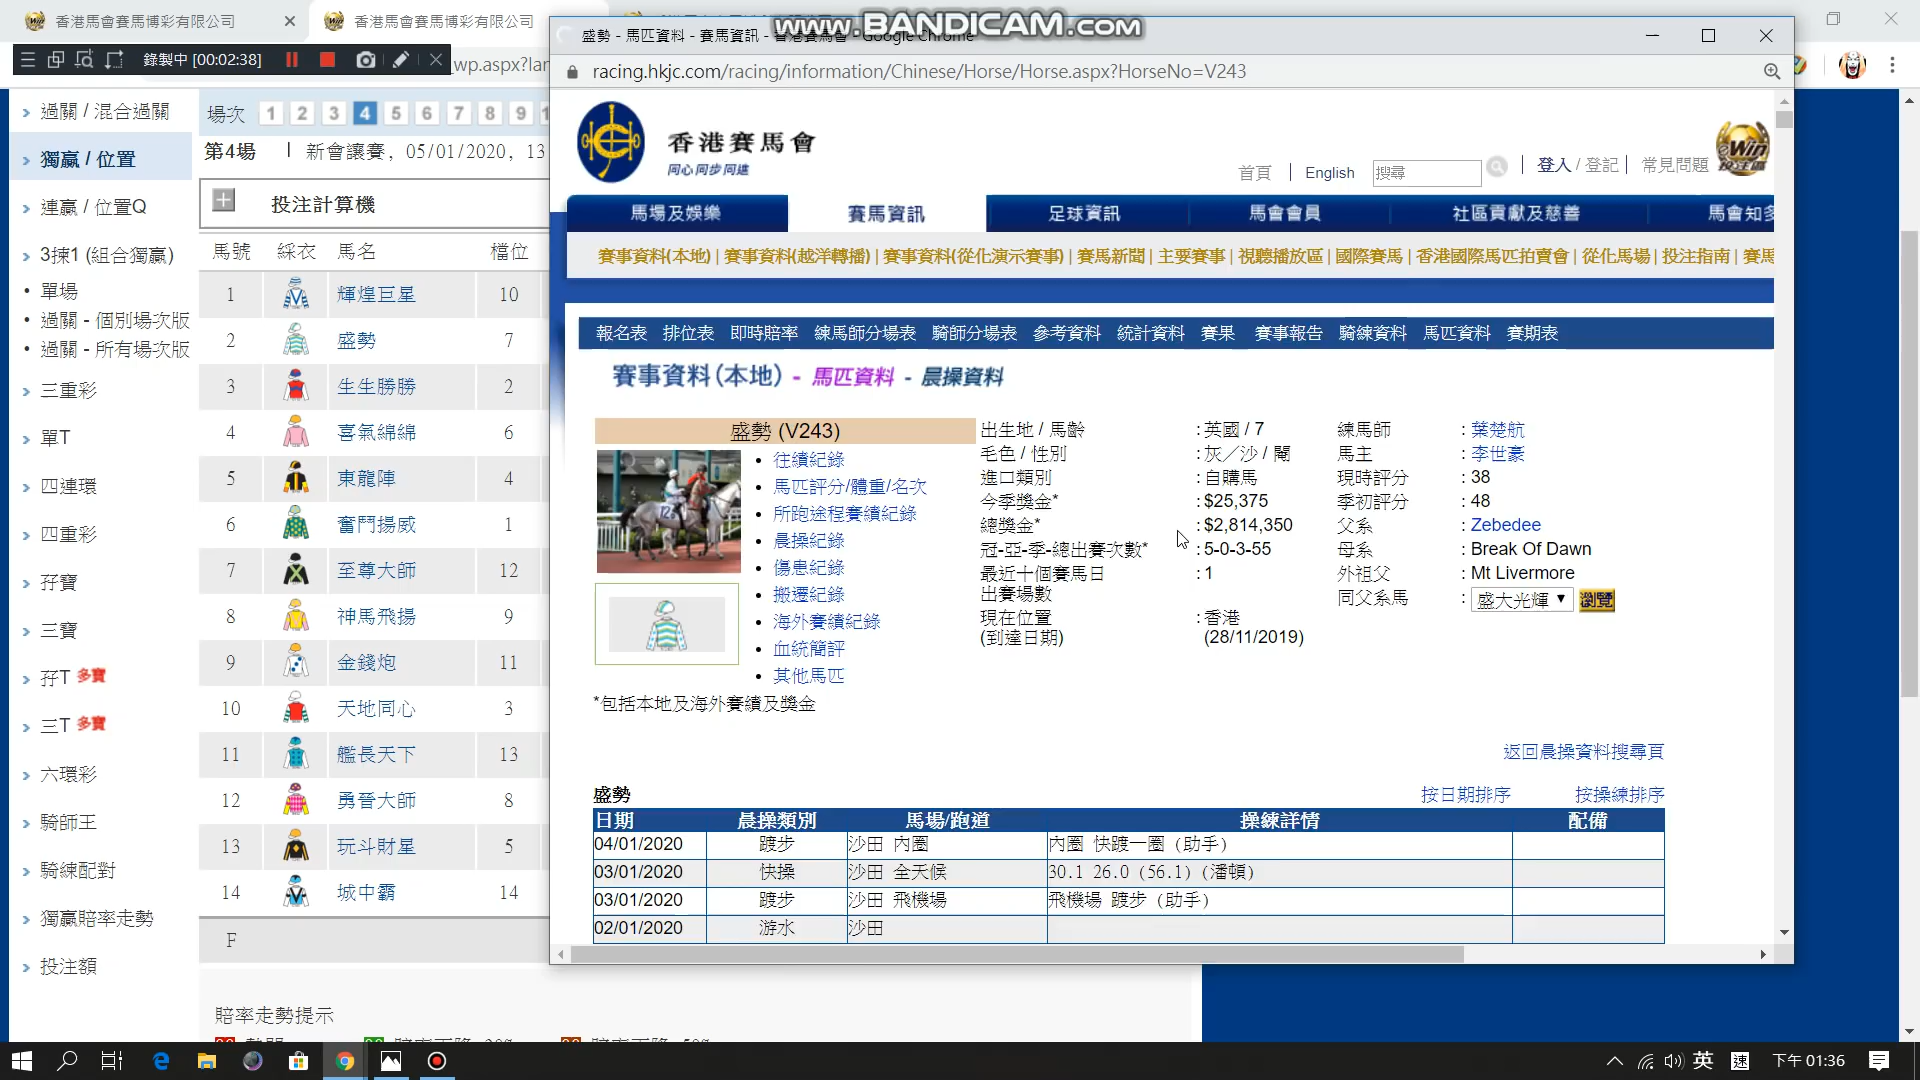 香港馬會賽馬博彩有限公司
香港馬會賽馬博彩有限公司
www.BANDICAM.com
盛勢 - 馬匹資料 - 賽馬資訊 - 香港賽馬會 - Google Chrome
錄製中 [00:02:38]
_wp.aspx?lan
racing.hkjc.com/racing/information/Chinese/Horse/Horse.aspx?HorseNo=V243
過關 / 混合過關
獨贏 / 位置
連贏 / 位置Q
3揀1 (組合獨贏)
單場
過關 - 個別場次版
過關 - 所有場次版
三重彩
單T
四連環
四重彩
孖寶
三寶
孖T 多寶
三T 多寶
六環彩
騎師王
騎練配對
獨贏賠率走勢
投注額
場次 1 2 3 4 5 6 7 8 9 1
第4場 | 新會讓賽, 05/01/2020, 13
投注計算機
馬號 綵衣 馬名 檔位
1 輝煌巨星 10
2 盛勢 7
3 生生勝勝 2
4 喜氣綿綿 6
5 東龍陣 4
6 奮鬥揚威 1
7 至尊大師 12
8 神馬飛揚 9
9 金錢炮 11
10 天地同心 3
11 艦長天下 13
12 勇晉大師 8
13 玩斗財星 5
14 城中霸 14
F
賠率走勢提示
香港賽馬會
同心同步同進
首頁 | English 搜尋 | 登入 / 登記 | 常見問題
eWin 投注區
馬場及娛樂 賽馬資訊 足球資訊 馬會會員 社區貢獻及慈善 馬會知多
賽事資料(本地) | 賽事資料(越洋轉播) | 賽事資料(從化演示賽事) | 賽馬新聞 | 主要賽事 | 視聽播放區 | 國際賽馬 | 香港國際馬匹拍賣會 | 從化馬場 | 投注指南 | 賽馬
報名表 排位表 即時賠率 練馬師分場表 騎師分場表 參考資料 統計資料 賽果 賽事報告 騎練資料 馬匹資料 賽期表
賽事資料(本地) - 馬匹資料 - 晨操資料
盛勢 (V243)
往績紀錄
馬匹評分/體重/名次
所跑途程賽績紀錄
晨操紀錄
傷患紀錄
搬遷紀錄
海外賽績紀錄
血統簡評
其他馬匹
出生地 / 馬齡 : 英國 / 7
毛色 / 性別 : 灰／沙 / 閹
進口類別 : 自購馬
今季獎金* : $25,375
總獎金* : $2,814,350
冠-亞-季-總出賽次數* : 5-0-3-55
最近十個賽馬日 : 1
出賽場數
現在位置 : 香港
(到達日期) (28/11/2019)
練馬師 : 葉楚航
馬主 : 李世豪
現時評分 : 38
季初評分 : 48
父系 : Zebedee
母系 : Break Of Dawn
外祖父 : Mt Livermore
同父系馬 : 盛大光輝 瀏覽
*包括本地及海外賽績及獎金
返回晨操資料搜尋頁
盛勢 按日期排序 按操練排序
日期 晨操類別 馬場/跑道 操練詳情 配備
04/01/2020 踱步 沙田 內圈 內圈 快踱一圈 (助手)
03/01/2020 快操 沙田 全天候 30.1 26.0 (56.1) (潘頓)
03/01/2020 踱步 沙田 飛機場 飛機場 踱步 (助手)
02/01/2020 游水 沙田
英 速 下午 01:36